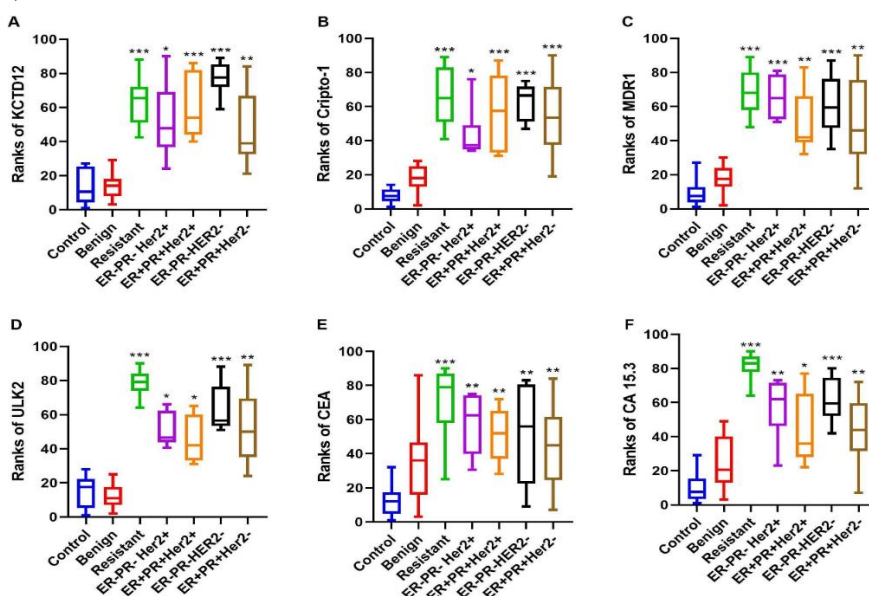 A
Ranks of KCTD12
100
80
60
40
20
0
*** * *** *** **
Control
Benign
Resistant
ER-PR- Her2+
ER+PR+Her2+
ER-PR-HER2-
ER+PR+Her2-
B
Ranks of Cripto-1
100
80
60
40
20
0
*** * *** *** ***
Control
Benign
Resistant
ER-PR- Her2+
ER+PR+Her2+
ER-PR-HER2-
ER+PR+Her2-
C
Ranks of MDR1
100
80
60
40
20
0
*** *** ** *** **
Control
Benign
Resistant
ER-PR- Her2+
ER+PR+Her2+
ER-PR-HER2-
ER+PR+Her2-
D
Ranks of ULK2
100
80
60
40
20
0
*** * * *** **
Control
Benign
Resistant
ER-PR- Her2+
ER+PR+Her2+
ER-PR-HER2-
ER+PR+Her2-
E
Ranks of CEA
100
80
60
40
20
0
*** ** ** ** **
Control
Benign
Resistant
ER-PR- Her2+
ER+PR+Her2+
ER-PR-HER2-
ER+PR+Her2-
F
Ranks of CA 15.3
100
80
60
40
20
0
*** ** * *** **
Control
Benign
Resistant
ER-PR- Her2+
ER+PR+Her2+
ER-PR-HER2-
ER+PR+Her2-